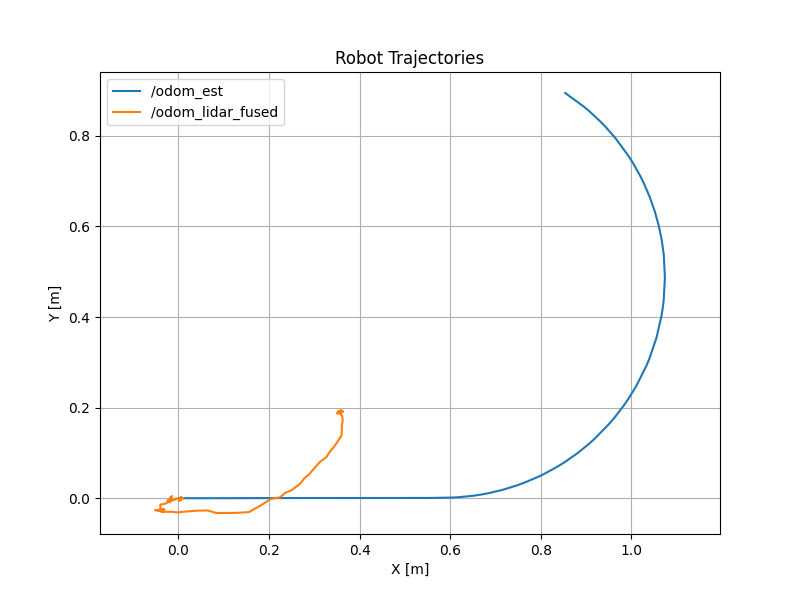 Robot Trajectories
/odom_est
/odom_lidar_fused
0.8
0.6
0.4
0.2
0.0
Y [m]
0.0 0.2 0.4 0.6 0.8 1.0
X [m]